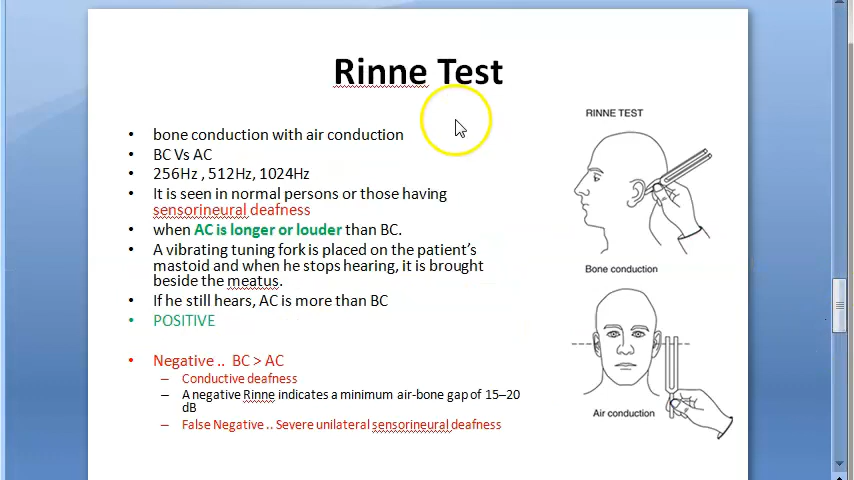 Rinne Test
• bone conduction with air conduction
• BC Vs AC
• 256Hz , 512Hz, 1024Hz
• It is seen in normal persons or those having
sensorineural deafness
• when AC is longer or louder than BC.
• A vibrating tuning fork is placed on the patient's
mastoid and when he stops hearing, it is brought
beside the meatus.
• If he still hears, AC is more than BC
• POSITIVE
• Negative .. BC > AC
– Conductive deafness
– A negative Rinne indicates a minimum air-bone gap of 15–20
dB
– False Negative .. Severe unilateral sensorineural deafness
RINNE TEST
Bone conduction
Air conduction